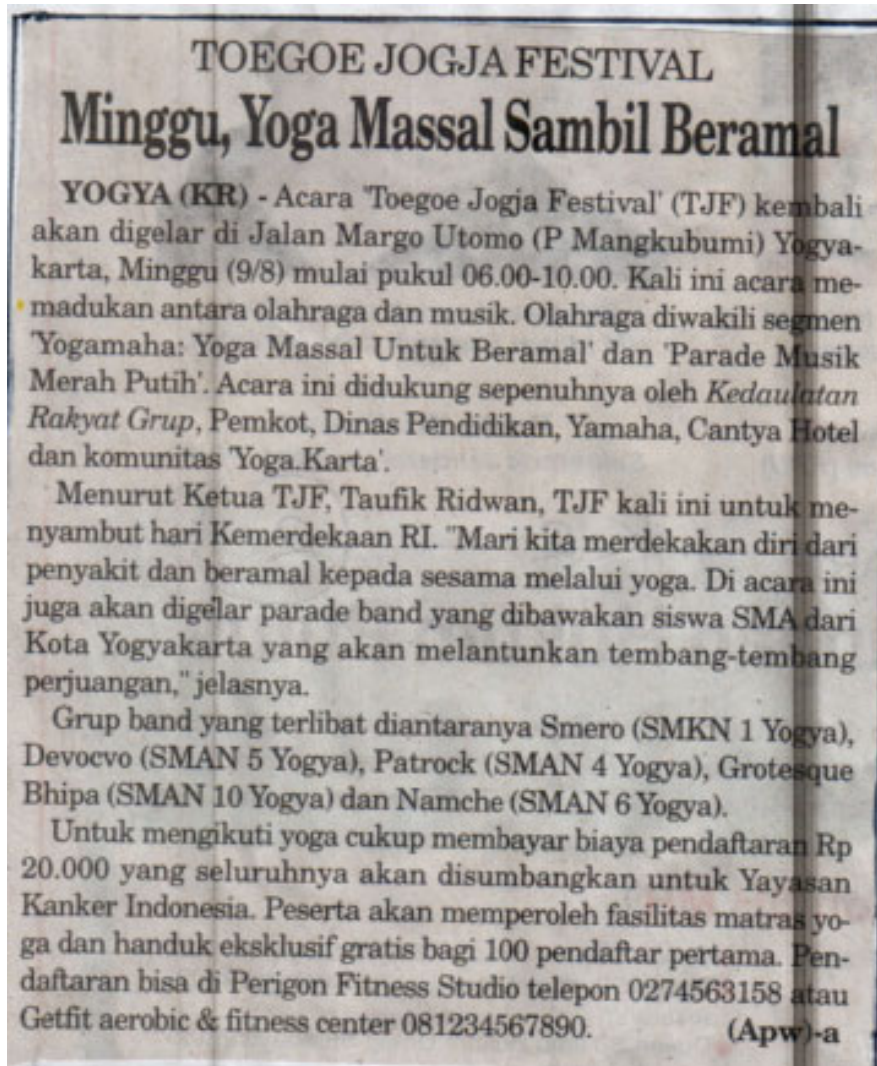 TOEGOE JOGJA FESTIVAL
Minggu, Yoga Massal Sambil Beramal
YOGYA (KR) - Acara 'Toegoe Jogja Festival' (TJF) kembali
akan digelar di Jalan Margo Utomo (P Mangkubumi) Yogya-
karta, Minggu (9/8) mulai pukul 06.00-10.00. Kali ini acara me-
madukan antara olahraga dan musik. Olahraga diwakili segmen
'Yogamaha: Yoga Massal Untuk Beramal' dan 'Parade Musik
Merah Putih'. Acara ini didukung sepenuhnya oleh Kedaulatan
Rakyat Grup, Pemkot, Dinas Pendidikan, Yamaha, Cantya Hotel
dan komunitas 'Yoga.Karta'.
Menurut Ketua TJF, Taufik Ridwan, TJF kali ini untuk me-
nyambut hari Kemerdekaan RI. "Mari kita merdekakan diri dari
penyakit dan beramal kepada sesama melalui yoga. Di acara ini
juga akan digelar parade band yang dibawakan siswa SMA dari
Kota Yogyakarta yang akan melantunkan tembang-tembang
perjuangan," jelasnya.
Grup band yang terlibat diantaranya Smero (SMKN 1 Yogya),
Devocvo (SMAN 5 Yogya), Patrock (SMAN 4 Yogya), Grotesque
Bhipa (SMAN 10 Yogya) dan Namche (SMAN 6 Yogya).
Untuk mengikuti yoga cukup membayar biaya pendaftaran Rp
20.000 yang seluruhnya akan disumbangkan untuk Yayasan
Kanker Indonesia. Peserta akan memperoleh fasilitas matras yo-
ga dan handuk eksklusif gratis bagi 100 pendaftar pertama. Pen-
daftaran bisa di Perigon Fitness Studio telepon 0274563158 atau
Getfit aerobic & fitness center 081234567890. (Apw)-a